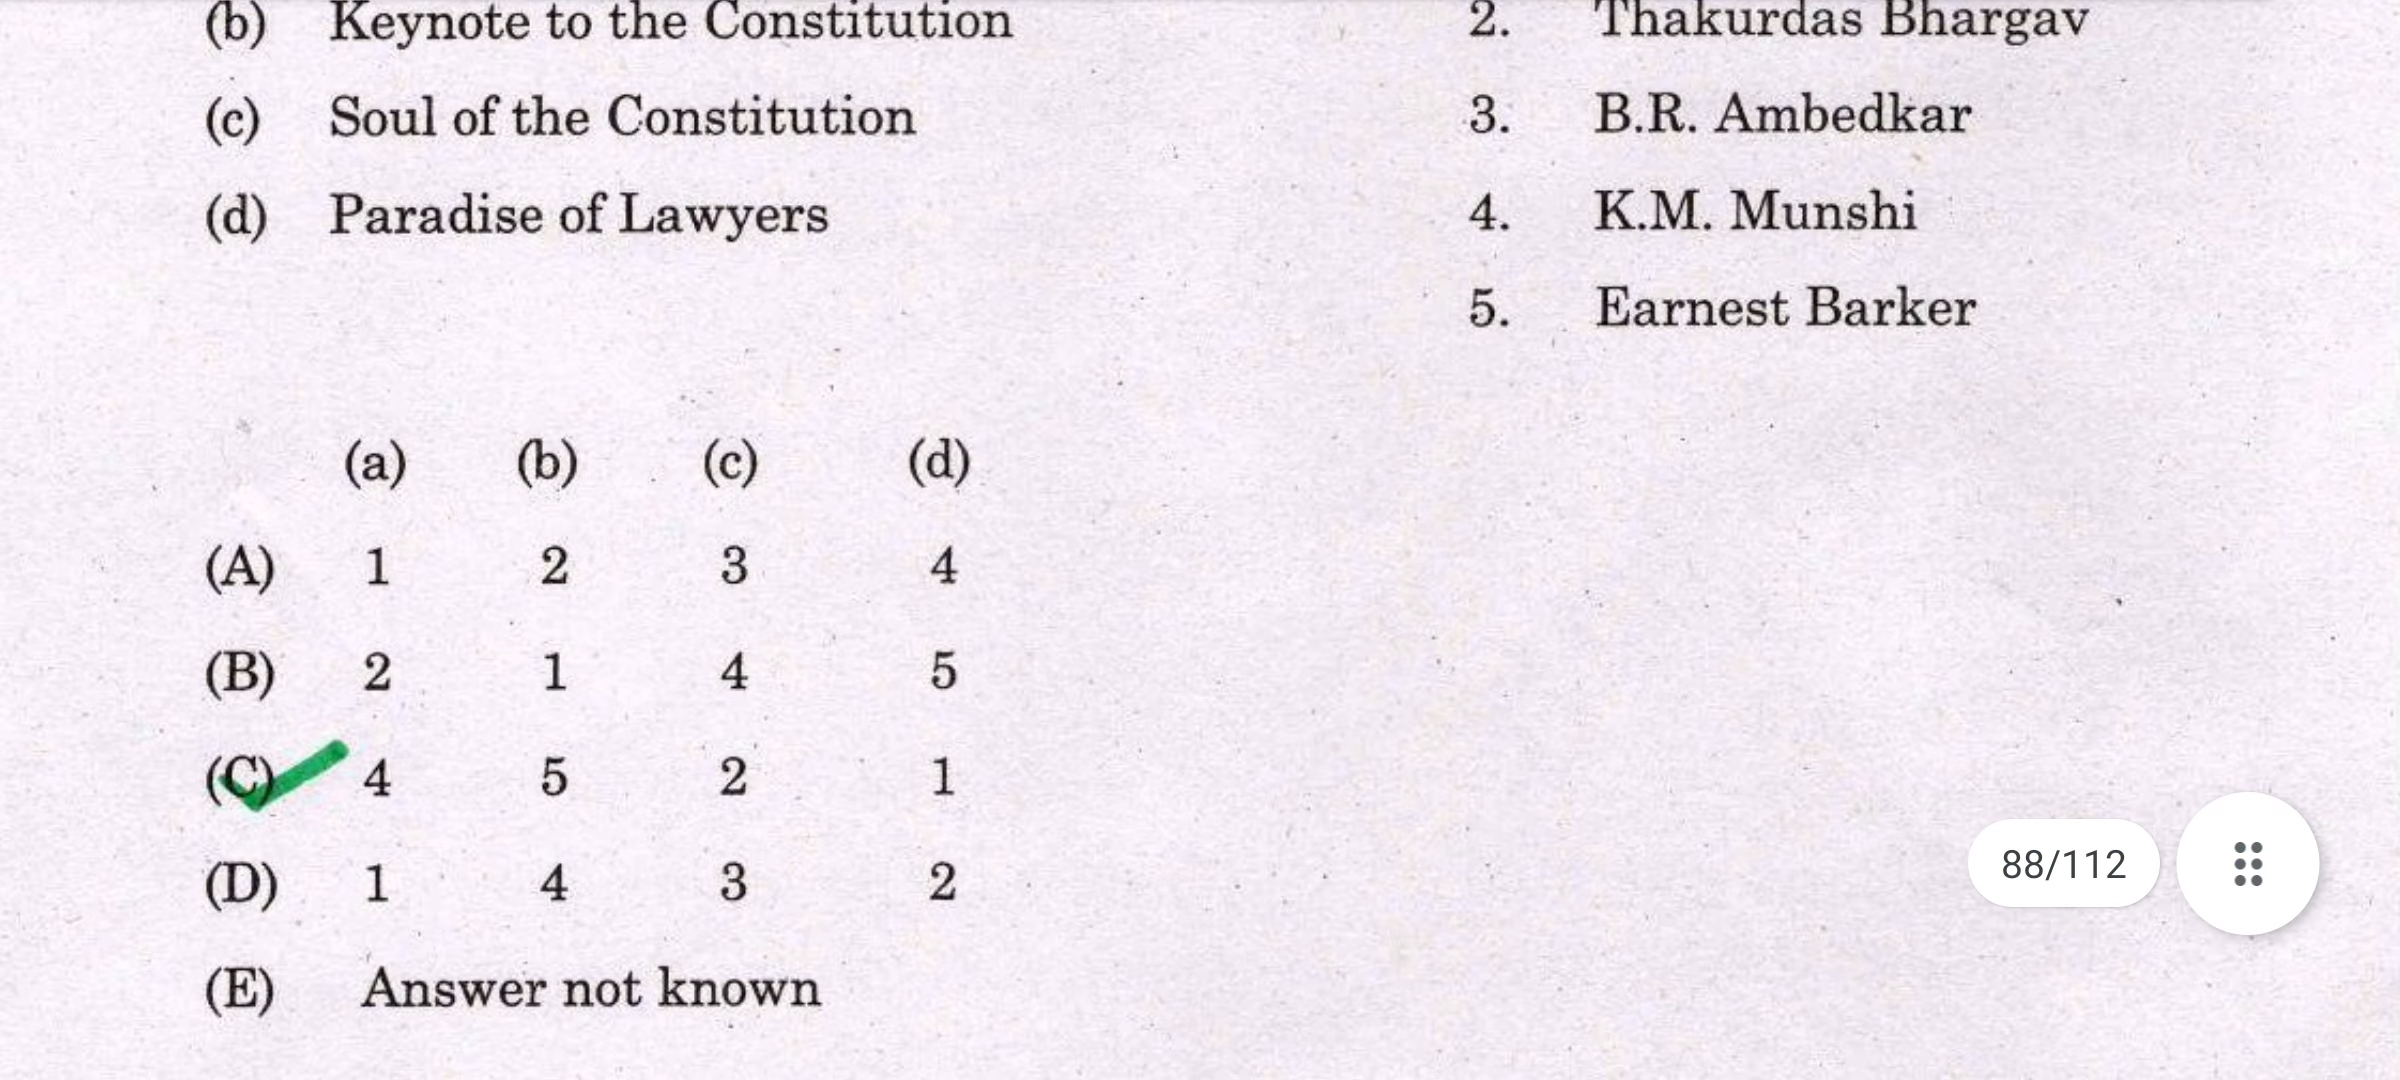 (b) Keynote to the Constitution 2. Thakurdas Bhargav
(c) Soul of the Constitution 3. B.R. Ambedkar
(d) Paradise of Lawyers 4. K.M. Munshi
5. Earnest Barker
(a) (b) (c) (d)
(A) 1 2 3 4
(B) 2 1 4 5
(C) 4 5 2 1
(D) 1 4 3 2
(E) Answer not known
88/112